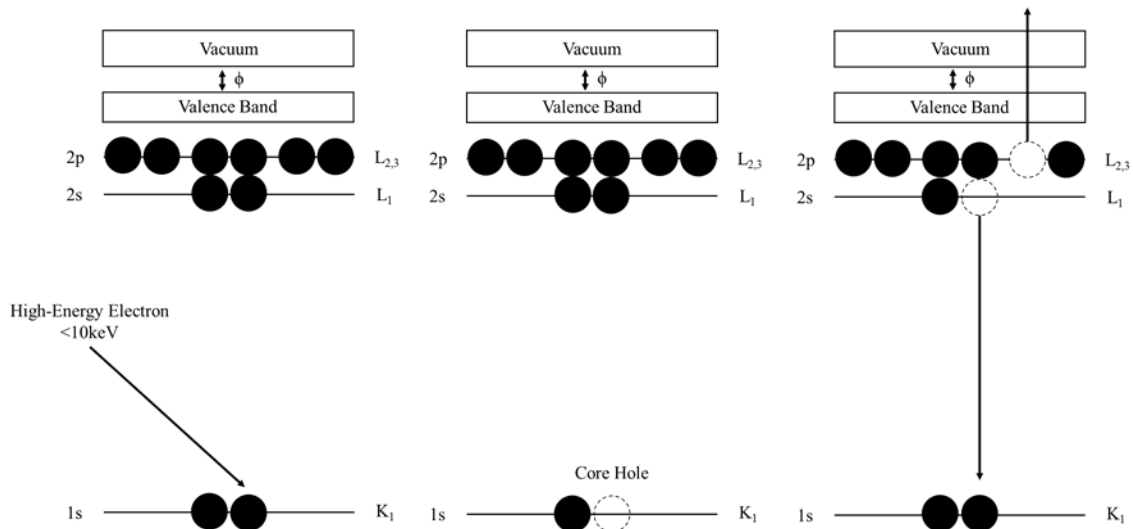 Vacuum
ϕ
Valence Band
2p
L2,3
2s
L1
High-Energy Electron
<10keV
1s
K1
Vacuum
ϕ
Valence Band
2p
L2,3
2s
L1
Core Hole
1s
K1
Vacuum
ϕ
Valence Band
2p
L2,3
2s
L1
1s
K1